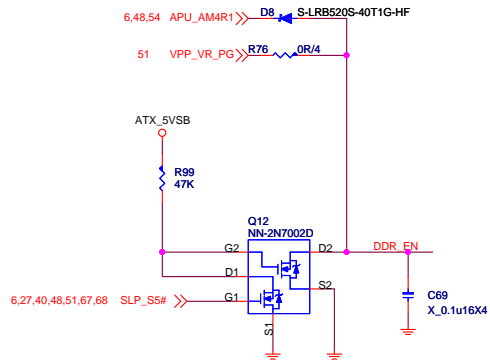 6,48,54 APU_AM4R1 D8 S-LRB520S-40T1G-HF
51 VPP_VR_PG R76 0R/4
ATX_5VSB
R99
47K
Q12
NN-2N7002D
G2 D2 DDR_EN
D1 S2
6,27,40,48,51,67,68 SLP_S5# G1
C69
X_0.1u16X4
S1